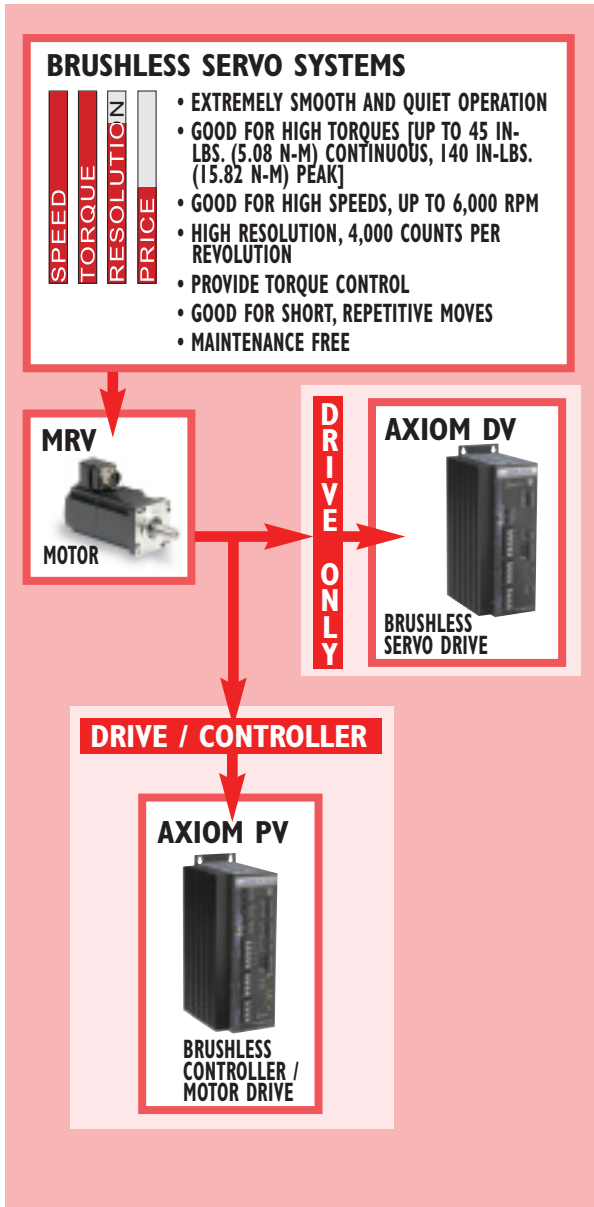 BRUSHLESS SERVO SYSTEMS
SPEED
TORQUE
RESOLUTION
PRICE
• EXTREMELY SMOOTH AND QUIET OPERATION
• GOOD FOR HIGH TORQUES [UP TO 45 IN-
LBS. (5.08 N-M) CONTINUOUS, 140 IN-LBS.
(15.82 N-M) PEAK]
• GOOD FOR HIGH SPEEDS, UP TO 6,000 RPM
• HIGH RESOLUTION, 4,000 COUNTS PER
REVOLUTION
• PROVIDE TORQUE CONTROL
• GOOD FOR SHORT, REPETITIVE MOVES
• MAINTENANCE FREE
MRV
MOTOR
DRIVE ONLY
AXIOM DV
BRUSHLESS
SERVO DRIVE
DRIVE / CONTROLLER
AXIOM PV
BRUSHLESS
CONTROLLER /
MOTOR DRIVE